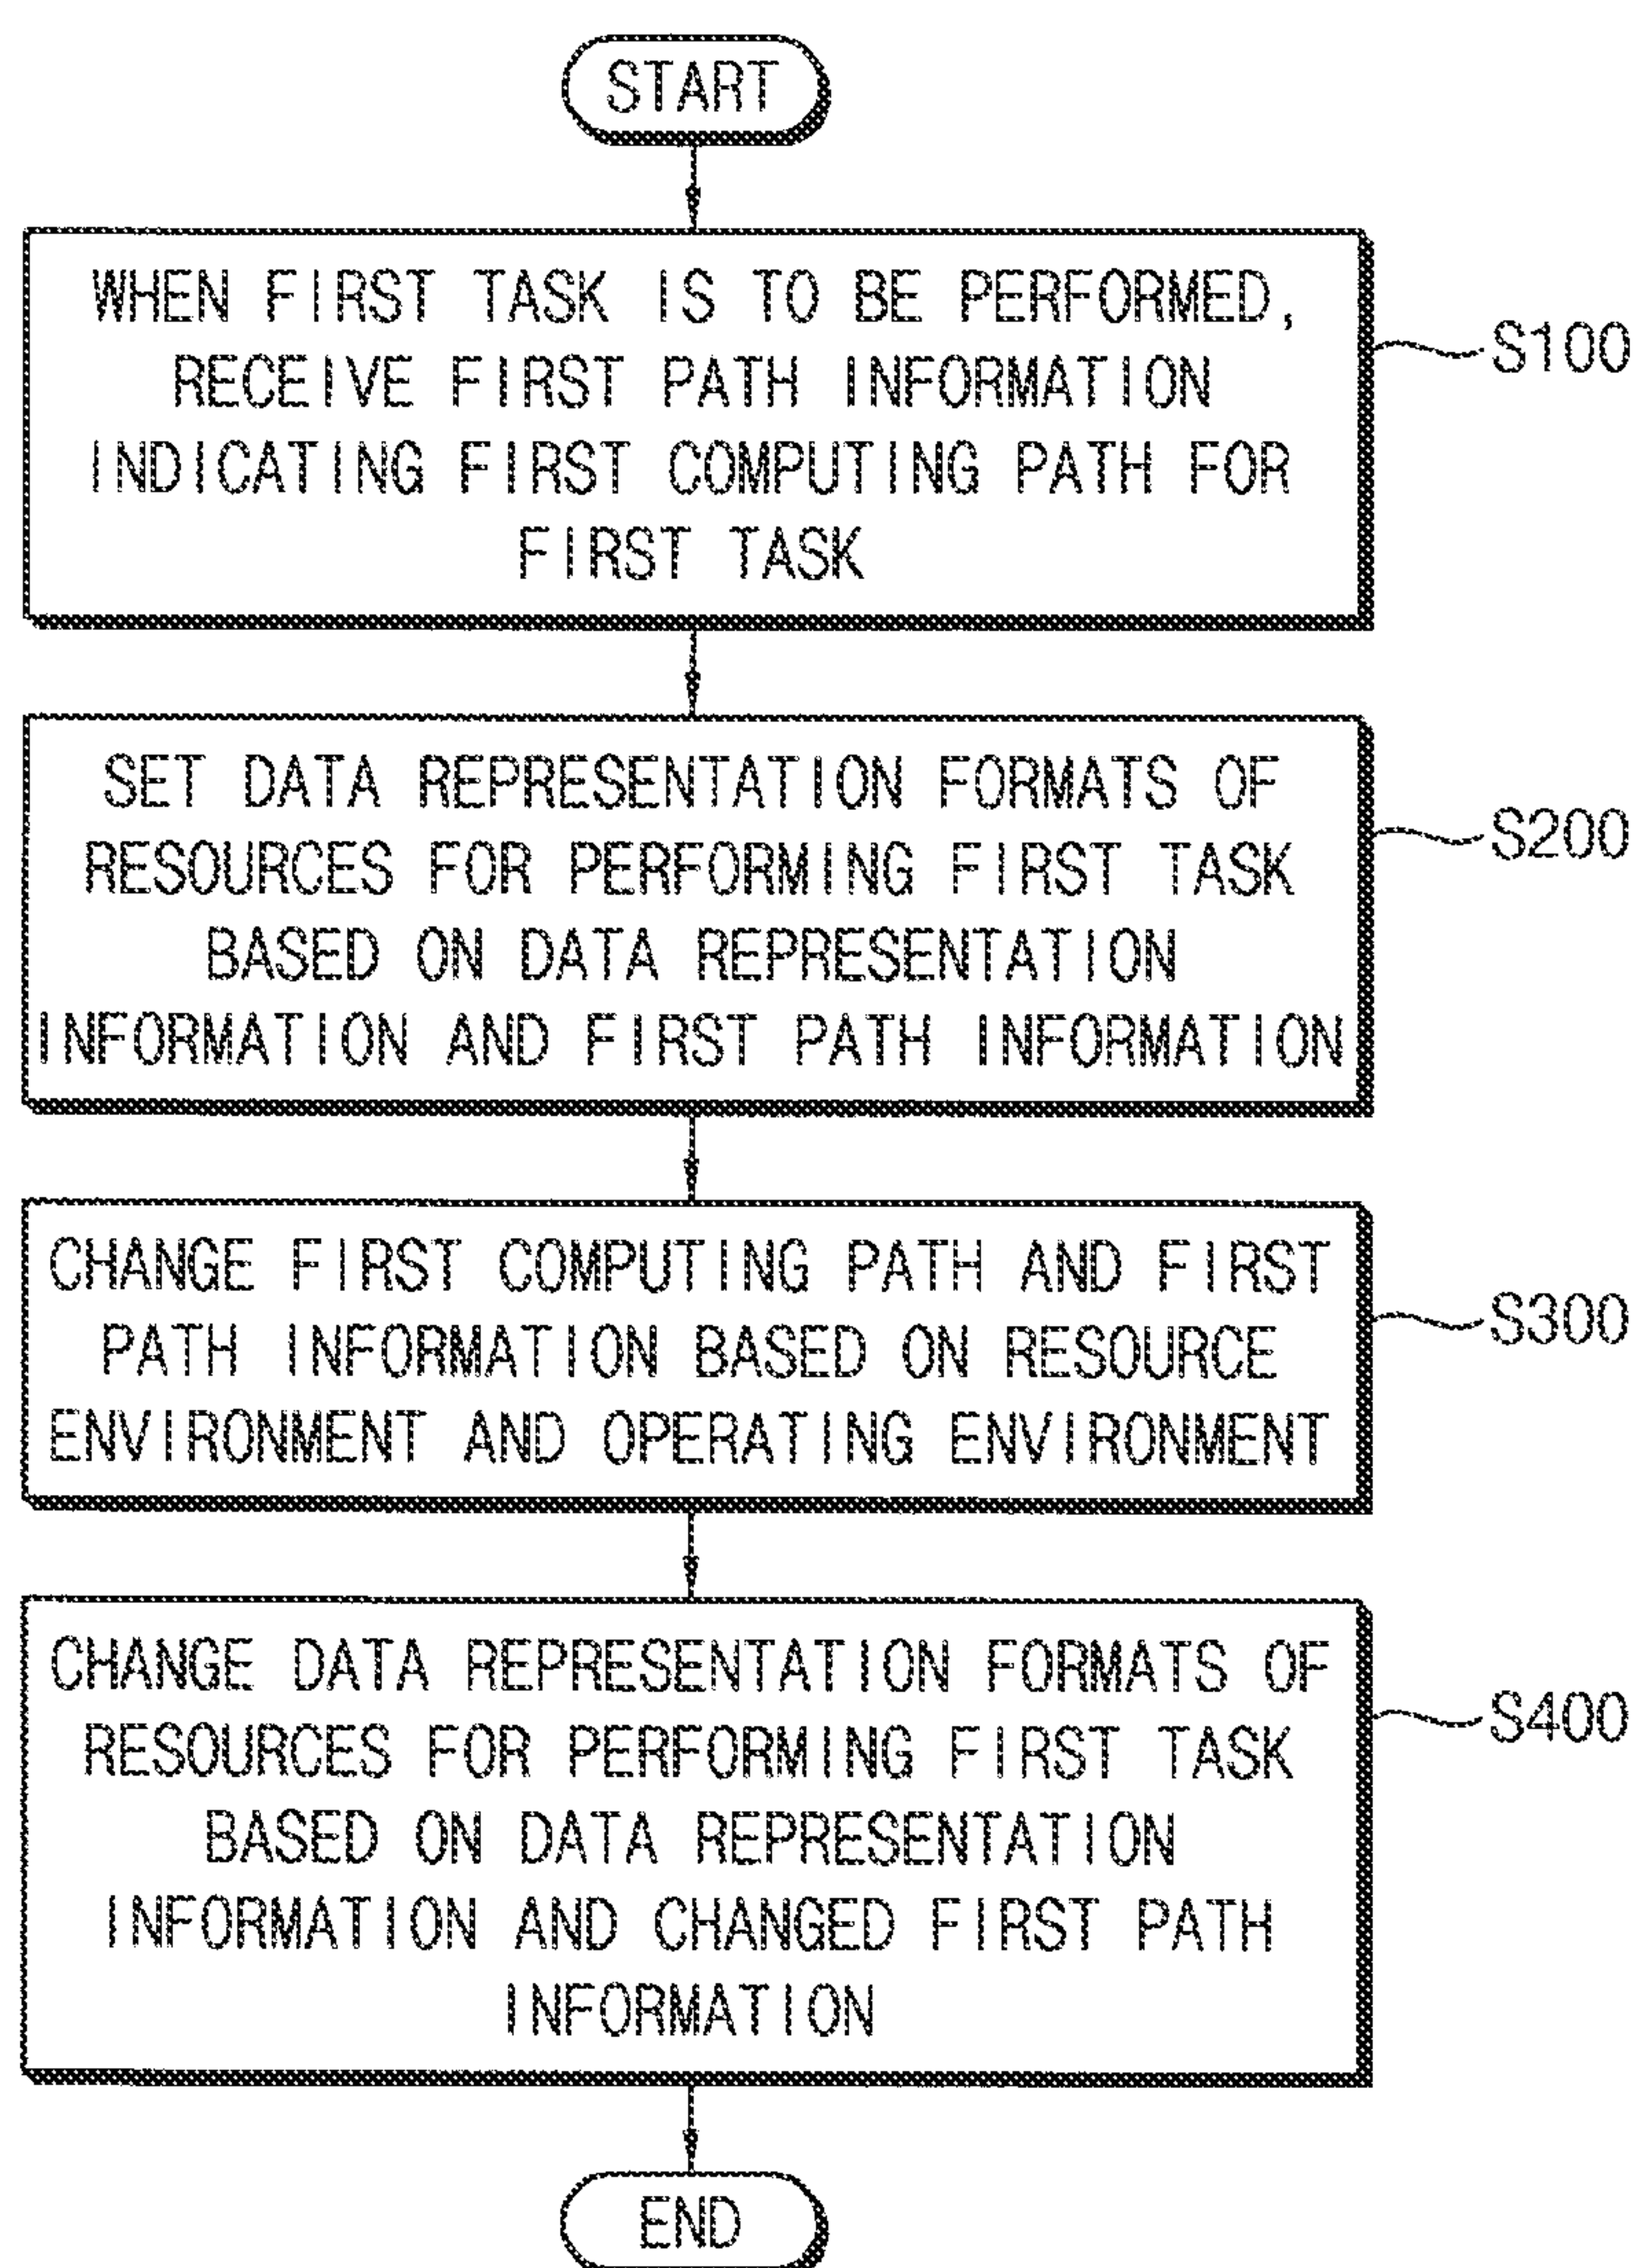 START
WHEN FIRST TASK IS TO BE PERFORMED,
RECEIVE FIRST PATH INFORMATION
INDICATING FIRST COMPUTING PATH FOR
FIRST TASK
S100
SET DATA REPRESENTATION FORMATS OF
RESOURCES FOR PERFORMING FIRST TASK
BASED ON DATA REPRESENTATION
INFORMATION AND FIRST PATH INFORMATION
S200
CHANGE FIRST COMPUTING PATH AND FIRST
PATH INFORMATION BASED ON RESOURCE
ENVIRONMENT AND OPERATING ENVIRONMENT
S300
CHANGE DATA REPRESENTATION FORMATS OF
RESOURCES FOR PERFORMING FIRST TASK
BASED ON DATA REPRESENTATION
INFORMATION AND CHANGED FIRST PATH
INFORMATION
S400
END